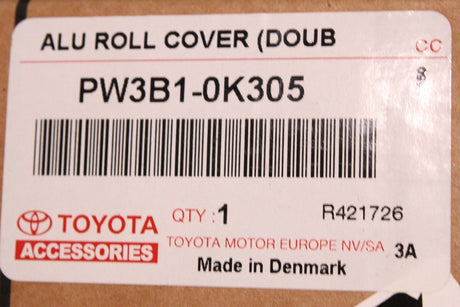 ALU ROLL COVER (DOUB
CC
8
PW3B1-0K305
TOYOTA
ACCESSORIES
QTY : 1
R421726
TOYOTA MOTOR EUROPE NV/SA 3A
Made in Denmark